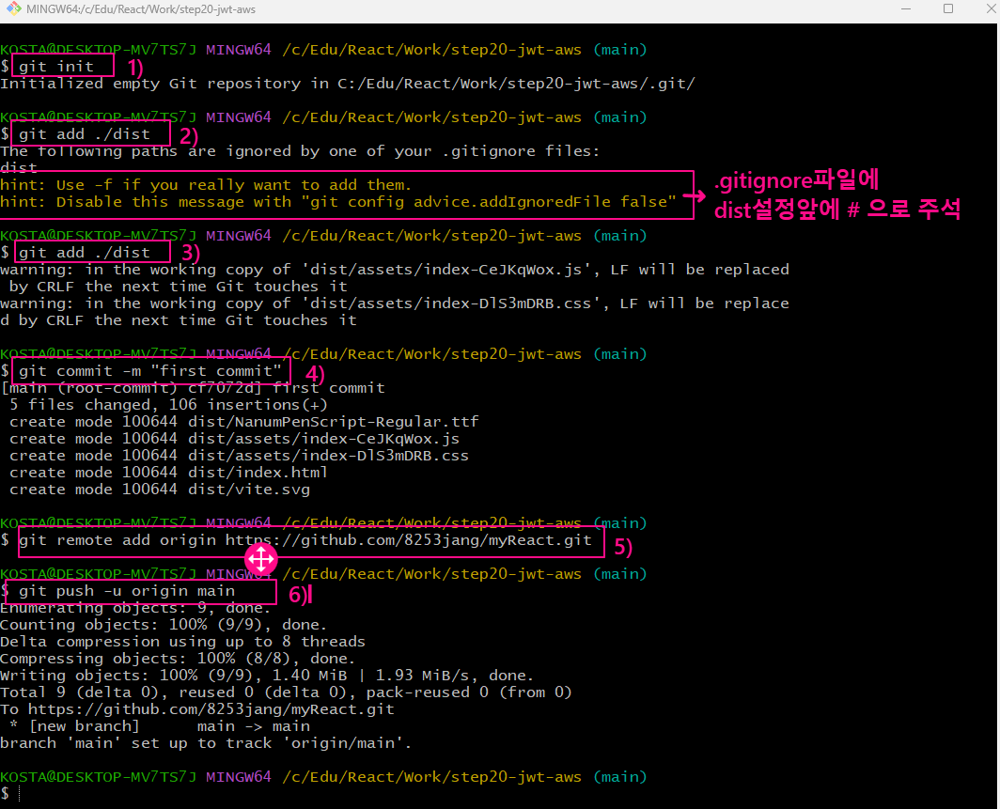 MINGW64:/c/Edu/React/Work/step20-jwt-aws
KOSTA@DESKTOP-MV7TS7J MINGW64 /c/Edu/React/Work/step20-jwt-aws (main)
$ git init 1)
Initialized empty Git repository in C:/Edu/React/Work/step20-jwt-aws/.git/
KOSTA@DESKTOP-MV7TS7J MINGW64 /c/Edu/React/Work/step20-jwt-aws (main)
$ git add ./dist 2)
The following paths are ignored by one of your .gitignore files:
dist
hint: Use -f if you really want to add them.
hint: Disable this message with "git config advice.addIgnoredFile false"
.gitignore파일에
dist설정앞에 # 으로 주석
KOSTA@DESKTOP-MV7TS7J MINGW64 /c/Edu/React/Work/step20-jwt-aws (main)
$ git add ./dist 3)
warning: in the working copy of 'dist/assets/index-CeJKqWox.js', LF will be replaced
 by CRLF the next time Git touches it
warning: in the working copy of 'dist/assets/index-DlS3mDRB.css', LF will be replace
d by CRLF the next time Git touches it
KOSTA@DESKTOP-MV7TS7J MINGW64 /c/Edu/React/Work/step20-jwt-aws (main)
$ git commit -m "first commit" 4)
[main (root-commit) cf7072d] first commit
 5 files changed, 106 insertions(+)
 create mode 100644 dist/NanumPenScript-Regular.ttf
 create mode 100644 dist/assets/index-CeJKqWox.js
 create mode 100644 dist/assets/index-DlS3mDRB.css
 create mode 100644 dist/index.html
 create mode 100644 dist/vite.svg
KOSTA@DESKTOP-MV7TS7J MINGW64 /c/Edu/React/Work/step20-jwt-aws (main)
$ git remote add origin https://github.com/8253jang/myReact.git 5)
KOSTA@DESKTOP-MV7TS7J MINGW64 /c/Edu/React/Work/step20-jwt-aws (main)
$ git push -u origin main 6)
Enumerating objects: 9, done.
Counting objects: 100% (9/9), done.
Delta compression using up to 8 threads
Compressing objects: 100% (8/8), done.
Writing objects: 100% (9/9), 1.40 MiB | 1.93 MiB/s, done.
Total 9 (delta 0), reused 0 (delta 0), pack-reused 0 (from 0)
To https://github.com/8253jang/myReact.git
 * [new branch]      main -> main
branch 'main' set up to track 'origin/main'.
KOSTA@DESKTOP-MV7TS7J MINGW64 /c/Edu/React/Work/step20-jwt-aws (main)
$